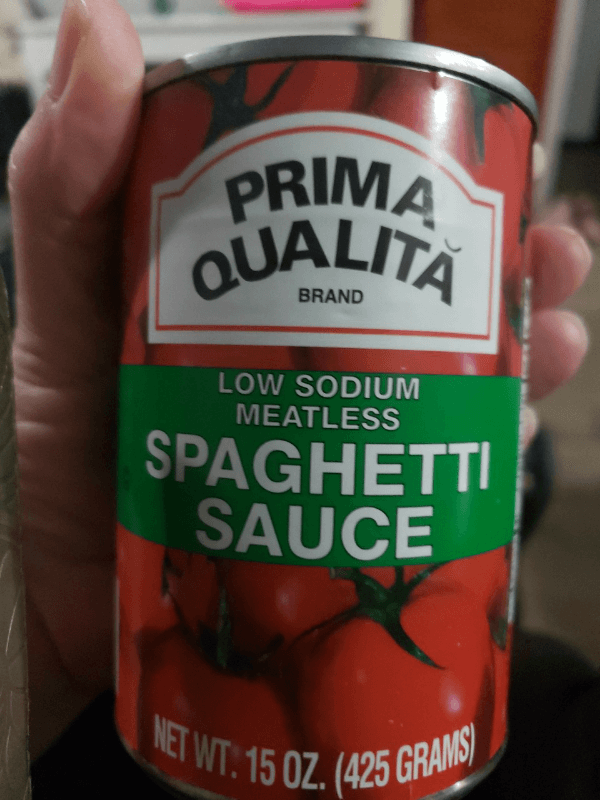 PRIMA
QUALITĂ
BRAND
LOW SODIUM
MEATLESS
SPAGHETTI
SAUCE
NET WT. 15 OZ. (425 GRAMS)